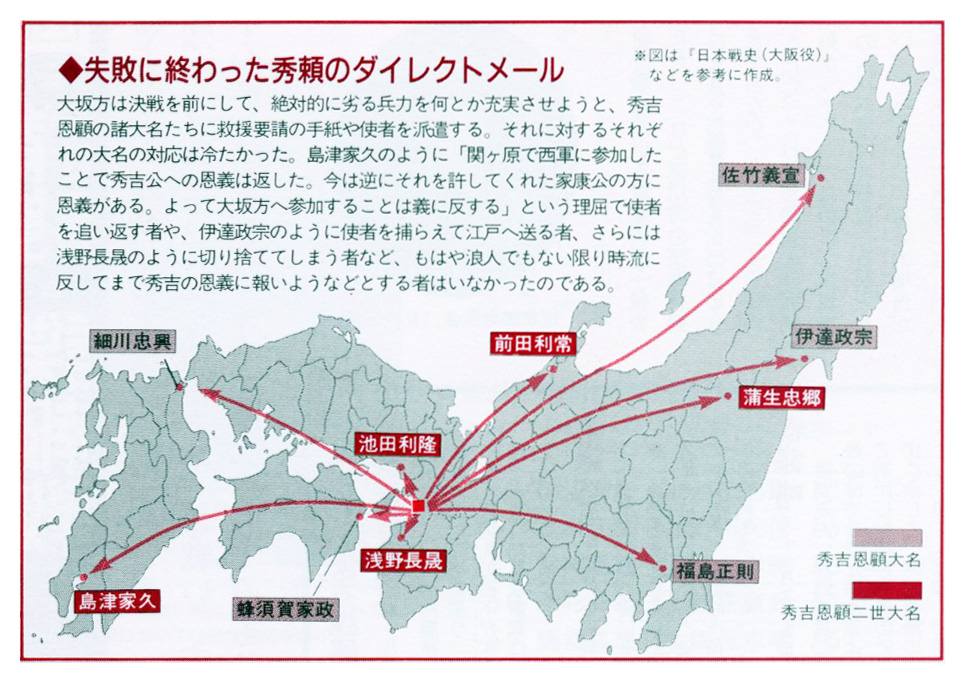 ◆失敗に終わった秀頼のダイレクトメール
※図は『日本戦史（大阪役）』
などを参考に作成。
大坂方は決戦を前にして、絶対的に劣る兵力を何とか充実させようと、秀吉
恩顧の諸大名たちに救援要請の手紙や使者を派遣する。それに対するそれぞ
れの大名の対応は冷たかった。島津家久のように「関ヶ原で西軍に参加した
ことで秀吉公への恩義は返した。今は逆にそれを許してくれた家康公の方に
恩義がある。よって大坂方へ参加することは義に反する」という理屈で使者
を追い返す者や、伊達政宗のように使者を捕らえて江戸へ送る者、さらには
浅野長晟のように切り捨ててしまう者など、もはや浪人でもない限り時流に
反してまで秀吉の恩義に報いようなどとする者はいなかったのである。
佐竹義宣
細川忠興
前田利常
伊達政宗
蒲生忠郷
池田利隆
浅野長晟
福島正則
島津家久
蜂須賀家政
秀吉恩顧大名
秀吉恩顧二世大名